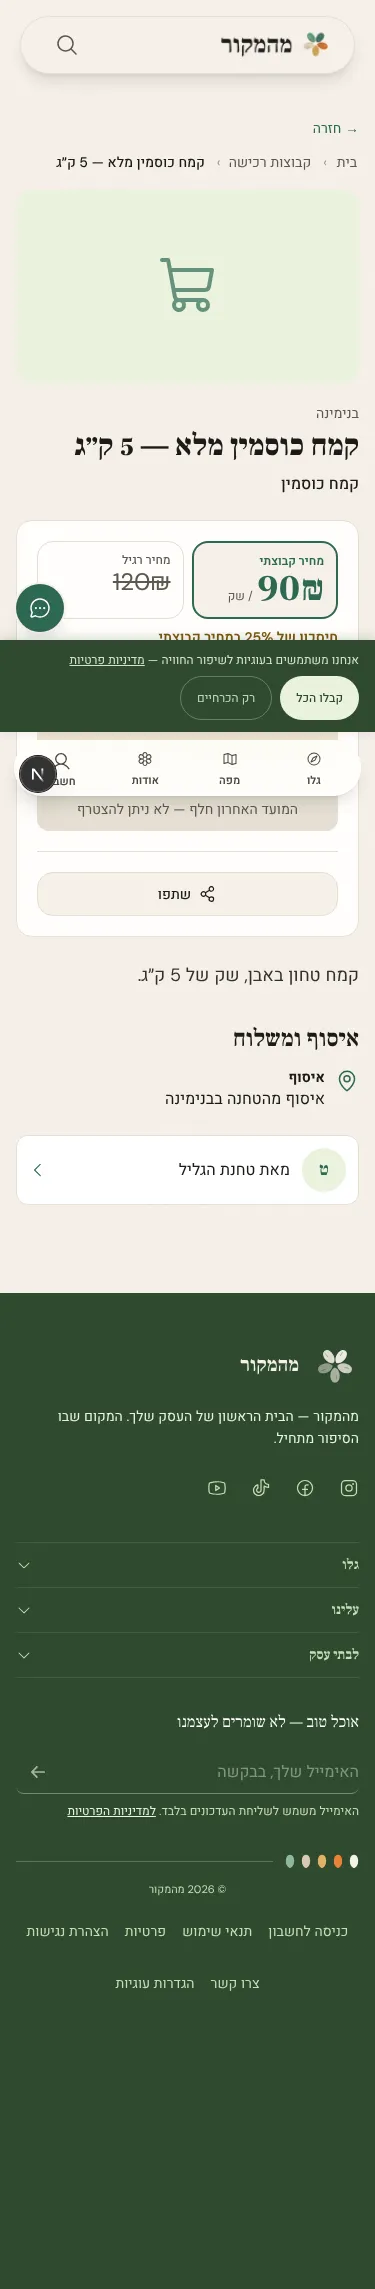 מהמקור
→ חזרה
בית › קבוצות רכישה › קמח כוסמין מלא — 5 ק״ג
בנימינה
קמח כוסמין מלא — 5 ק״ג
קמח כוסמין
מחיר קבוצתי
₪90 / שק
מחיר רגיל
₪120
חיסכון של 25% במחיר קבוצתי
אנחנו משתמשים בעוגיות לשיפור החוויה — מדיניות פרטיות
קבלו הכל
רק הכרחיים
גלו
מפה
אודות
חשב
N
המועד האחרון חלף — לא ניתן להצטרף
שתפו
קמח טחון באבן, שק של 5 ק״ג.
איסוף ומשלוח
איסוף
איסוף מהטחנה בבנימינה
ט
מאת טחנת הגליל
מהמקור
מהמקור — הבית הראשון של העסק שלך. המקום שבו
הסיפור מתחיל.
גלו
עלינו
לבתי עסק
אוכל טוב — לא שומרים לעצמנו
האימייל שלך, בבקשה
האימייל משמש לשליחת העדכונים בלבד. למדיניות הפרטיות
© 2026 מהמקור
כניסה לחשבון תנאי שימוש פרטיות הצהרת נגישות
צרו קשר הגדרות עוגיות